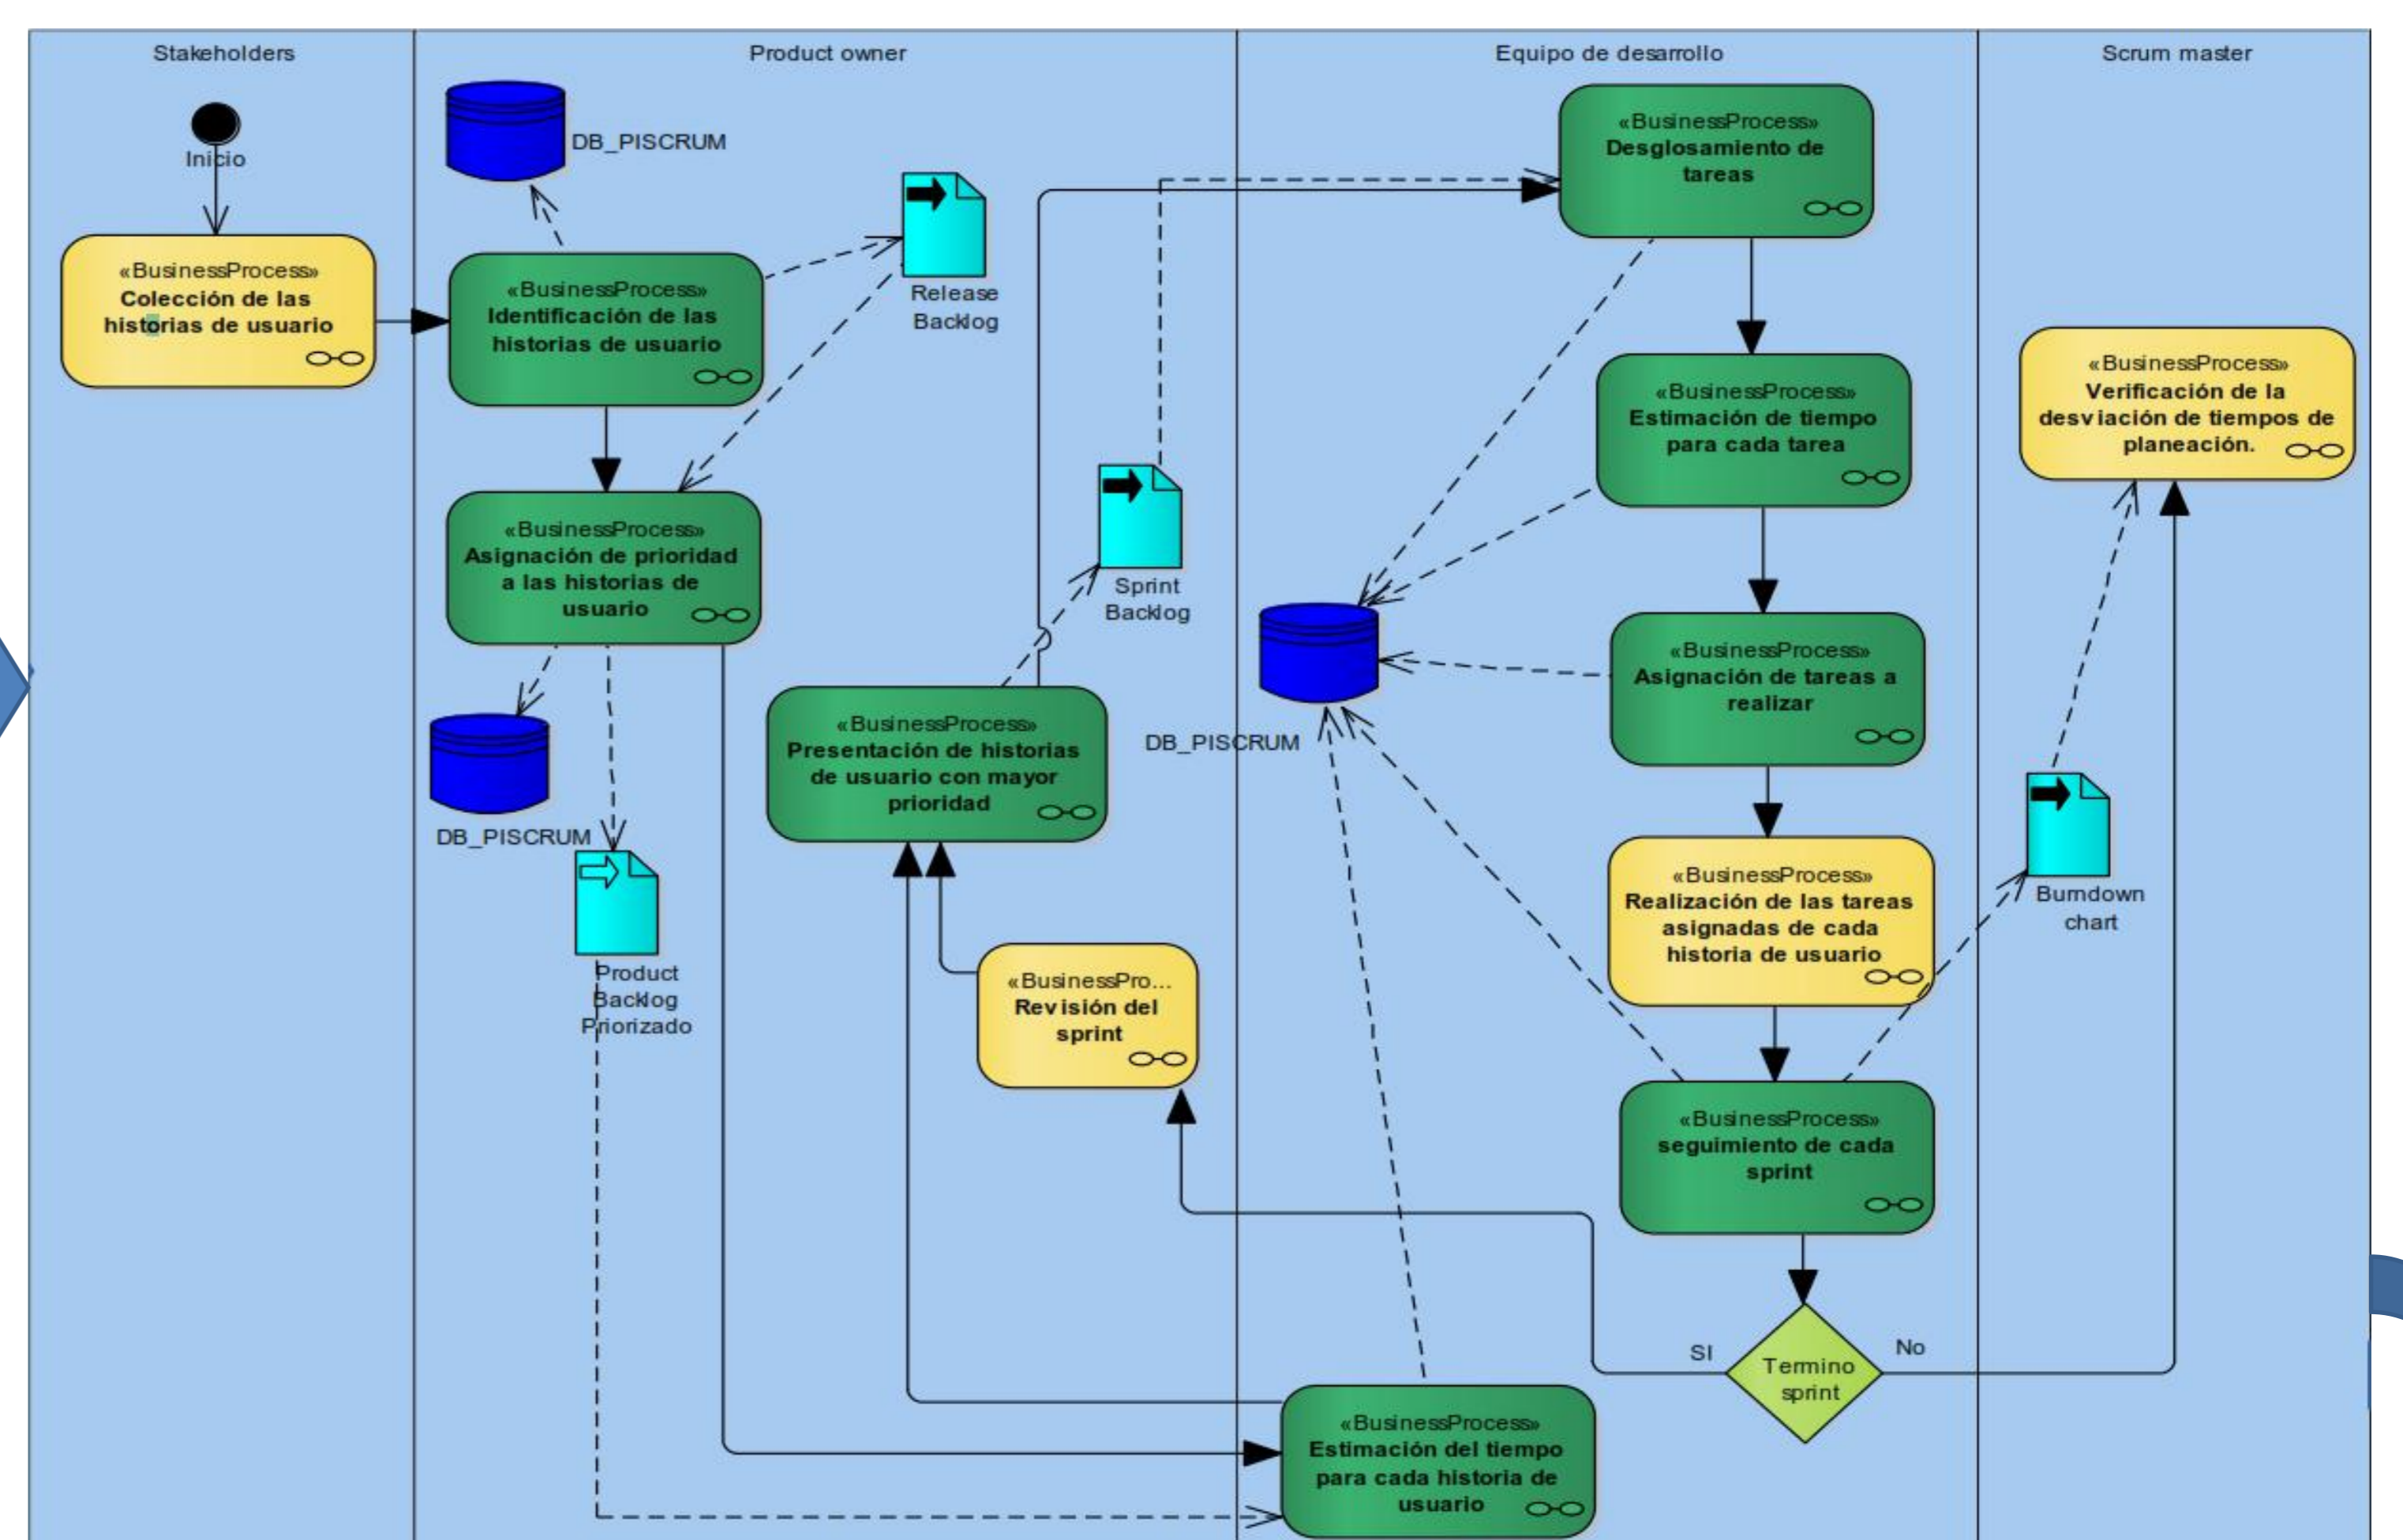 Stakeholders
Product owner
Equipo de desarrollo
Scrum master
Inicio
«BusinessProcess»
Colección de las
historias de usuario
DB_PISCRUM
«BusinessProcess»
Identificación de las
historias de usuario
Release
Backlog
«BusinessProcess»
Asignación de prioridad
a las historias de
usuario
DB_PISCRUM
Product
Backlog
Priorizado
«BusinessProcess»
Presentación de historias
de usuario con mayor
prioridad
Sprint
Backlog
«BusinessPro...
Revisión del
sprint
«BusinessProcess»
Desglosamiento de
tareas
«BusinessProcess»
Estimación de tiempo
para cada tarea
DB_PISCRUM
«BusinessProcess»
Asignación de tareas a
realizar
«BusinessProcess»
Realización de las tareas
asignadas de cada
historia de usuario
«BusinessProcess»
seguimiento de cada
sprint
SI
Termino
sprint
No
«BusinessProcess»
Estimación del tiempo
para cada historia de
usuario
«BusinessProcess»
Verificación de la
desviación de tiempos de
planeación.
Burndown
chart